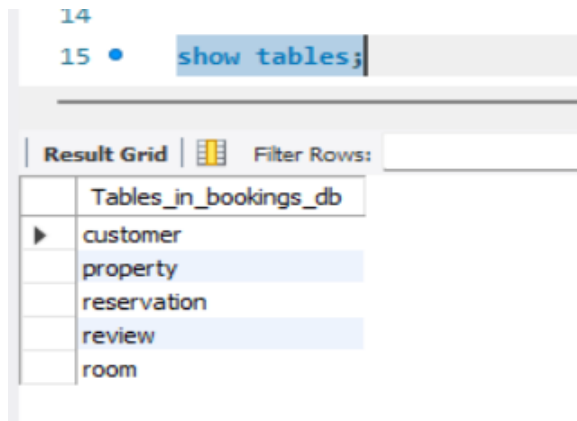 14
15 show tables;
Result Grid Filter Rows:
Tables_in_bookings_db
customer
property
reservation
review
room